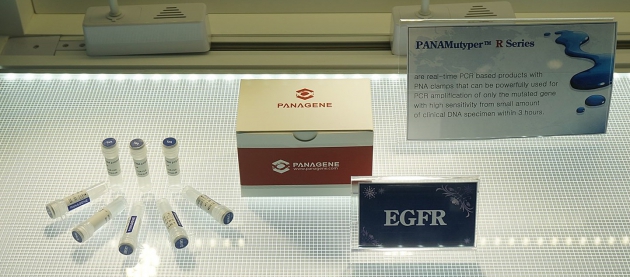 PANAMutyper™ R Series
are real-time PCR based products with
PNA clamps that can be powerfully used for
PCR amplification of only the mutated gene
with high sensitivity from small amount
of clinical DNA specimen within 3 hours.
PANAGENE
PANAGENE
www.panagene.com
EGFR